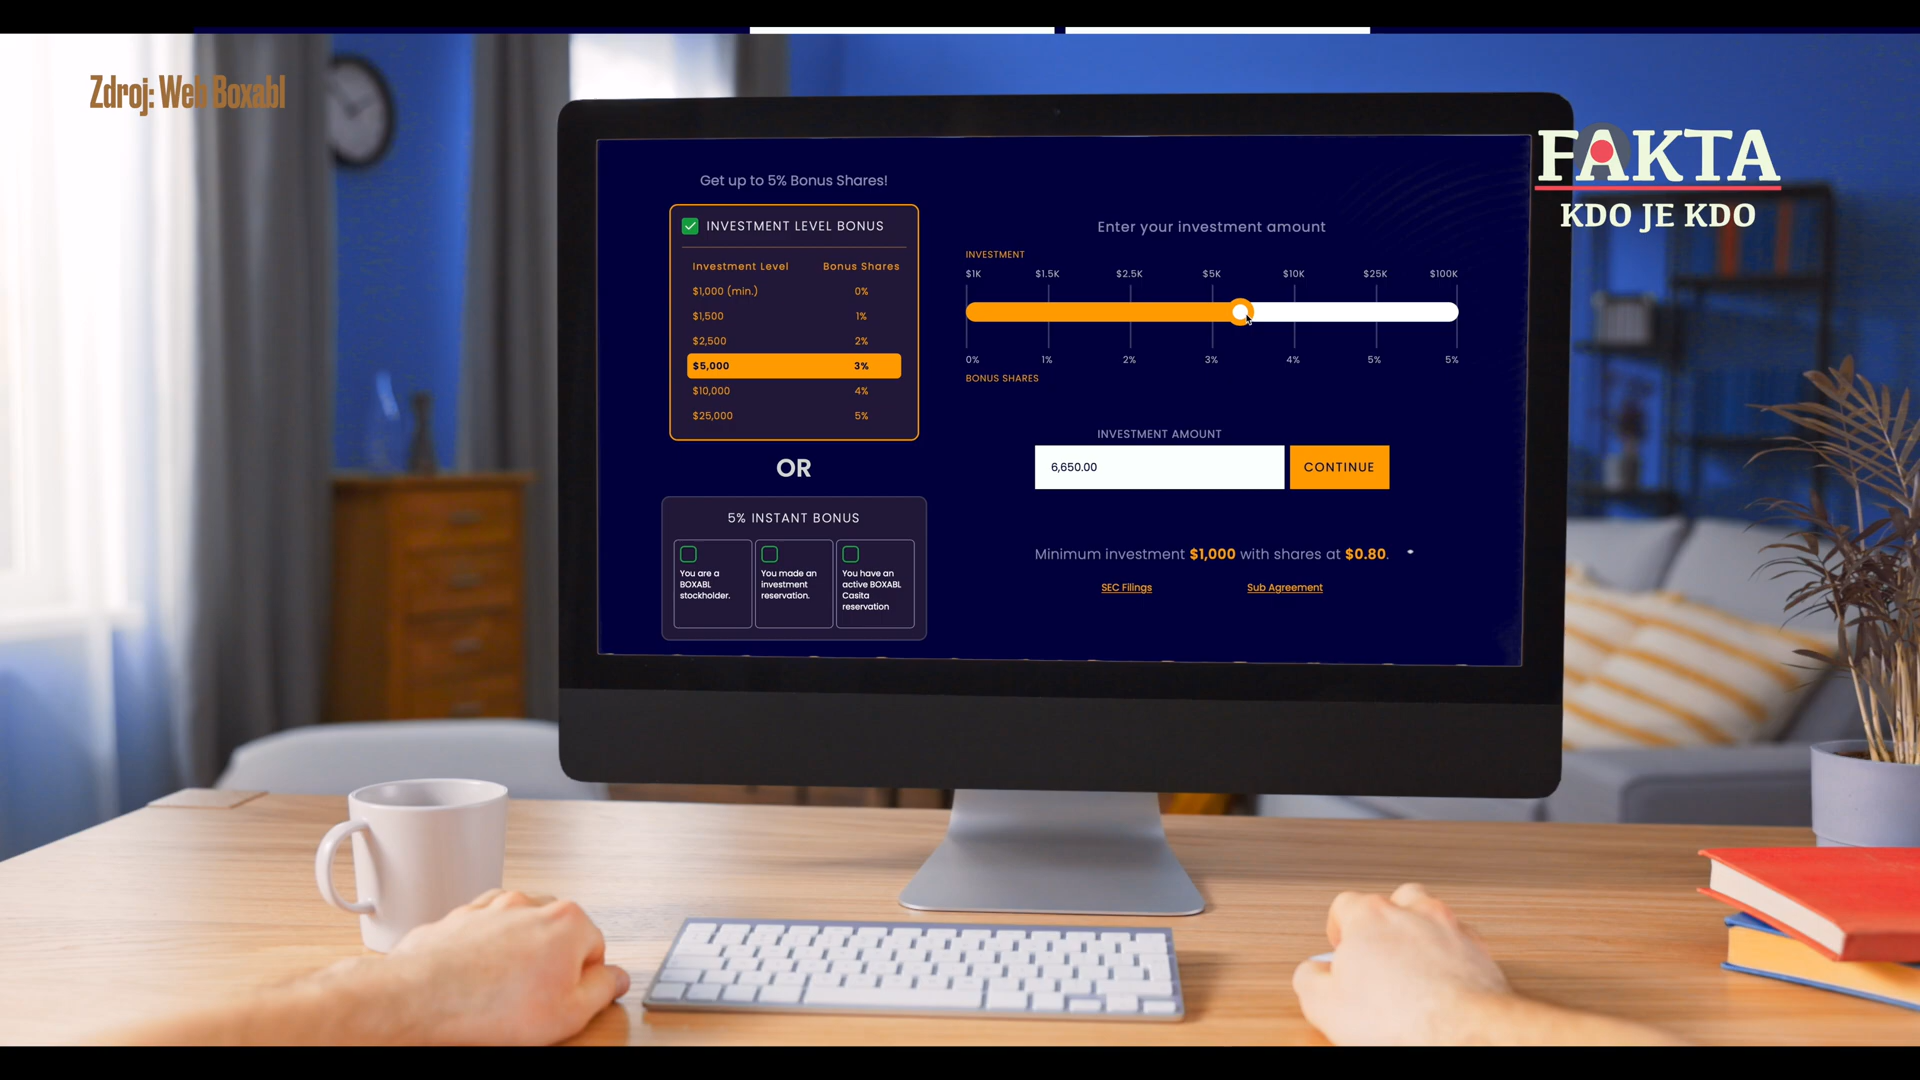 Zdroj: Web Boxabl
FAKTA
KDO JE KDO
Get up to 5% Bonus Shares!
INVESTMENT LEVEL BONUS
Investment Level Bonus Shares
$1,000 (min.) 0%
$1,500 1%
$2,500 2%
$5,000 3%
$10,000 4%
$25,000 5%
OR
5% INSTANT BONUS
You are a
BOXABL
stockholder.
You made an
investment
reservation.
You have an
active BOXABL
Casita
reservation
Enter your investment amount
INVESTMENT
$1K $1.5K $2.5K $5K $10K $25K $100K
0% 1% 2% 3% 4% 5% 5%
BONUS SHARES
INVESTMENT AMOUNT
6,650.00 CONTINUE
Minimum investment $1,000 with shares at $0.80.
SEC Filings Sub Agreement